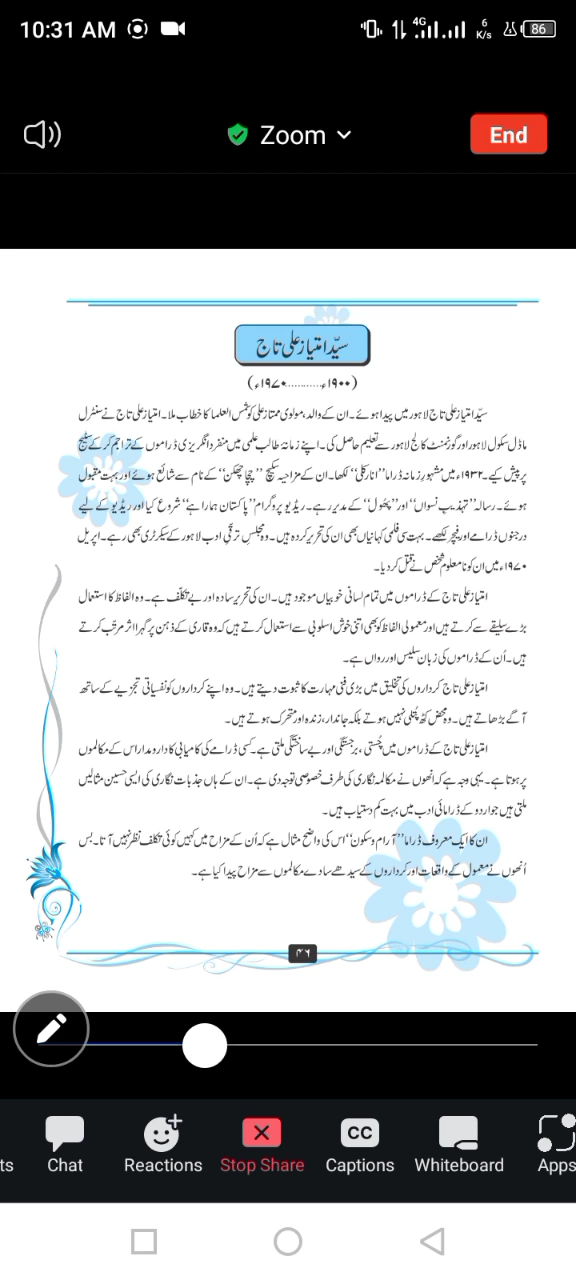 10:31 AM
4G
6 K/s
86
Zoom
End
سیّد امتیاز علی تاج
(۱۹۰۰ء............۱۹۷۰ء)
سیّد امتیاز علی تاج لاہور میں پیدا ہوئے۔ ان کے والد، مولوی ممتاز علی کو شمس العلما کا خطاب ملا۔ امتیاز علی تاج نے سنٹرل
ماڈل سکول لاہور اور گورنمنٹ کالج لاہور سے تعلیم حاصل کی۔ اپنے زمانۂ طالب علمی میں منفرد انگریزی ڈراموں کے تراجم کر کے سٹیج
پر پیش کیے۔ ۱۹۳۲ء میں مشہورِ زمانہ ڈراما ’’انارکلی‘‘ لکھا۔ ان کے مزاحیہ سکیچ ’’چچا چھکن‘‘ کے نام سے شائع ہوئے اور بہت مقبول
ہوئے۔ رسالہ ’’تہذیب نسواں‘‘ اور ’’پھول‘‘ کے مدیر رہے۔ ریڈیو پروگرام ’’پاکستان ہمارا ہے‘‘ شروع کیا اور ریڈیو کے لیے
درجنوں ڈرامے اور فیچر لکھے۔ بہت سی فلمی کہانیاں بھی ان کی تحریر کردہ ہیں۔ وہ مجلسِ ترقّیِ ادب لاہور کے سیکرٹری بھی رہے۔ اپریل
۱۹۷۰ء میں ان کو نامعلوم شخص نے قتل کر دیا۔
امتیاز علی تاج کے ڈراموں میں تمام لسانی خوبیاں موجود ہیں۔ ان کی تحریر سادہ اور بے تکلّف ہے۔ وہ الفاظ کا استعمال
بڑے سلیقے سے کرتے ہیں اور معمولی الفاظ کو بھی اتنی خوش اسلوبی سے استعمال کرتے ہیں کہ وہ قاری کے ذہن پر گہرا اثر مرتّب کرتے
ہیں۔ اُن کے ڈراموں کی زبان سلیس اور رواں ہے۔
امتیاز علی تاج کرداروں کی تخلیق میں بڑی فنّی مہارت کا ثبوت دیتے ہیں۔ وہ اپنے کرداروں کو نفسیاتی تجزیے کے ساتھ
آگے بڑھاتے ہیں۔ وہ محض کٹھ پُتلی نہیں ہوتے بلکہ جاندار، زندہ اور متحرک ہوتے ہیں۔
امتیاز علی تاج کے ڈراموں میں چُستی، برجستگی اور بے ساختگی ملتی ہے۔ کسی ڈرامے کی کامیابی کا دارومدار اس کے مکالموں
پر ہوتا ہے۔ یہی وجہ ہے کہ انھوں نے مکالمہ نگاری کی طرف خصوصی توجہ دی ہے۔ ان کے ہاں جذبات نگاری کی ایسی حسین مثالیں
ملتی ہیں جو اردو کے ڈرامائی ادب میں بہت کم دستیاب ہیں۔
ان کا ایک معروف ڈراما ’’آرام و سکون‘‘ اس کی واضح مثال ہے کہ اُن کے مزاح میں کہیں کوئی تکلف نظر نہیں آتا۔ بس
اُنھوں نے معمول کے واقعات اور کرداروں کے سیدھے سادے مکالموں سے مزاح پیدا کیا ہے۔
۴۶
ts
Chat
Reactions
Stop Share
CC
Captions
Whiteboard
Apps